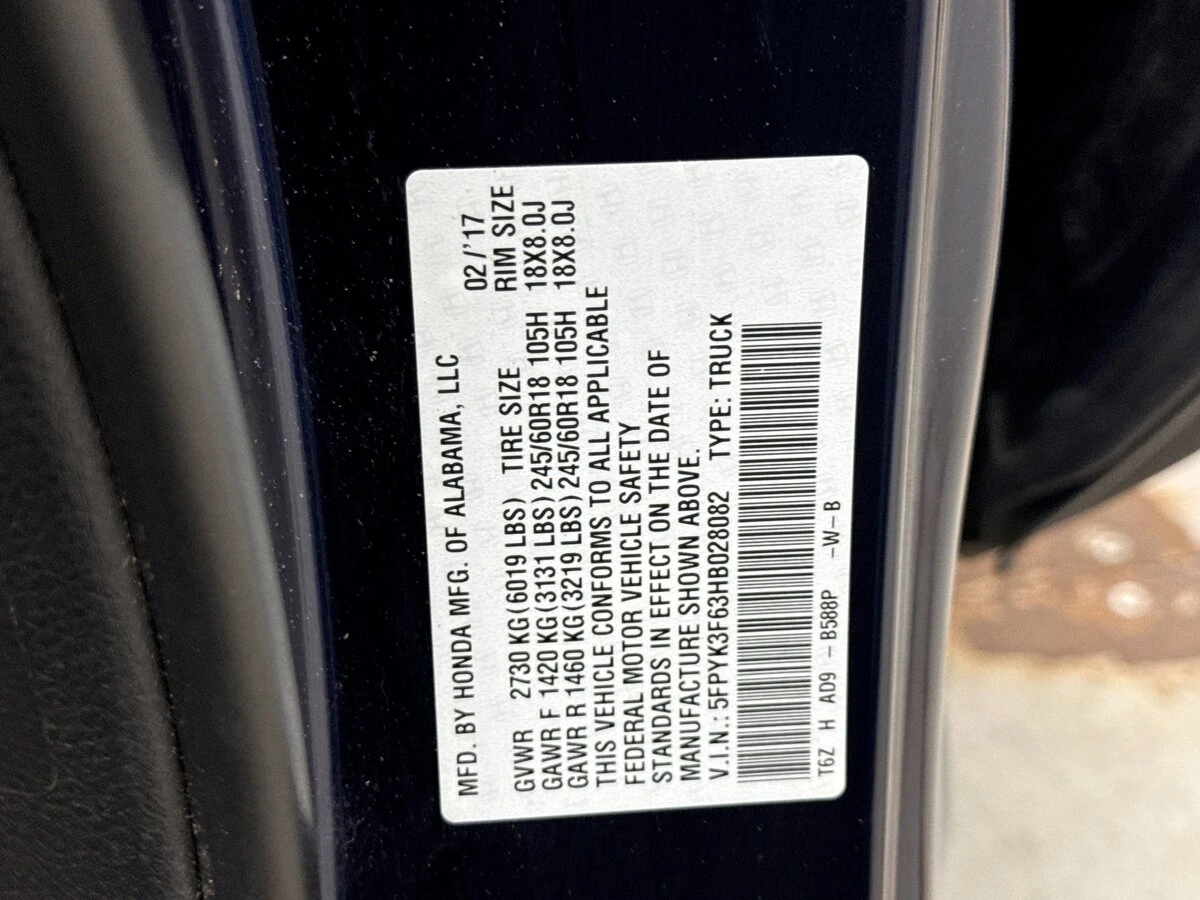 MFD. BY HONDA MFG. OF ALABAMA, LLC 02/'17
GVWR 2730 KG(6019 LBS) TIRE SIZE RIM SIZE
GAWR F 1420 KG(3131 LBS)245/60R18 105H 18X8.0J
GAWR R 1460 KG(3219 LBS)245/60R18 105H 18X8.0J
THIS VEHICLE CONFORMS TO ALL APPLICABLE
FEDERAL MOTOR VEHICLE SAFETY
STANDARDS IN EFFECT ON THE DATE OF
MANUFACTURE SHOWN ABOVE.
V.I.N.: 5FPYK3F63HB028082 TYPE: TRUCK
T6Z H AD9 -B588P -W-B